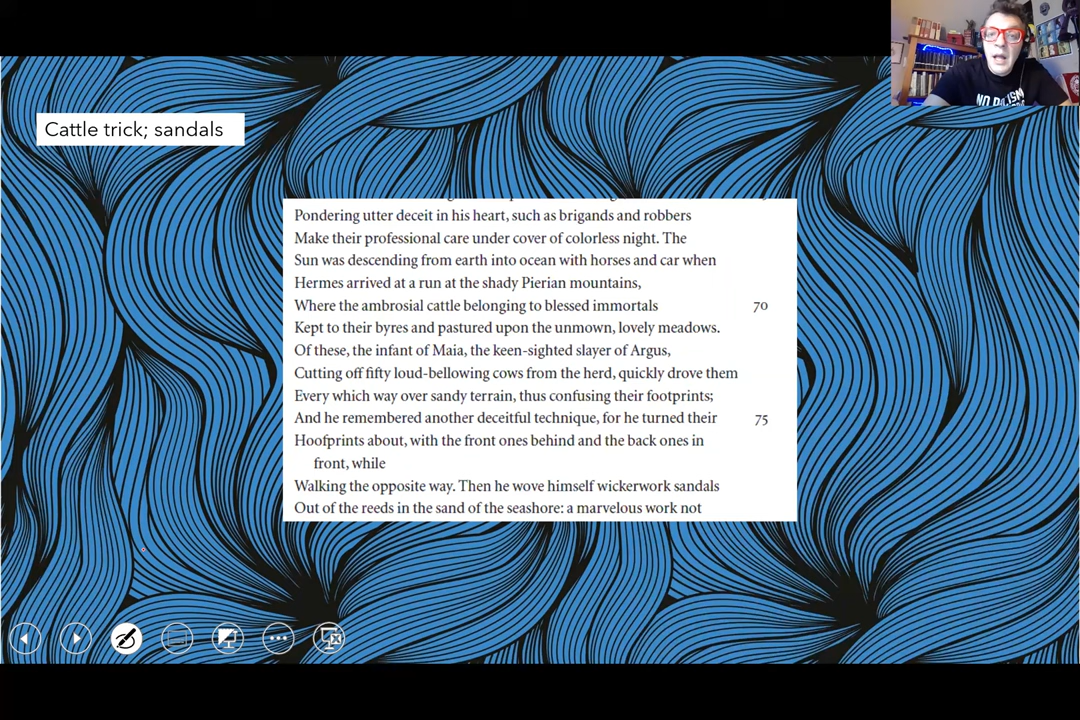 Cattle trick; sandals
Pondering utter deceit in his heart, such as brigands and robbers
Make their professional care under cover of colorless night. The
Sun was descending from earth into ocean with horses and car when
Hermes arrived at a run at the shady Pierian mountains,
Where the ambrosial cattle belonging to blessed immortals 70
Kept to their byres and pastured upon the unmown, lovely meadows.
Of these, the infant of Maia, the keen-sighted slayer of Argus,
Cutting off fifty loud-bellowing cows from the herd, quickly drove them
Every which way over sandy terrain, thus confusing their footprints;
And he remembered another deceitful technique, for he turned their 75
Hoofprints about, with the front ones behind and the back ones in
front, while
Walking the opposite way. Then he wove himself wickerwork sandals
Out of the reeds in the sand of the seashore: a marvelous work not
NO